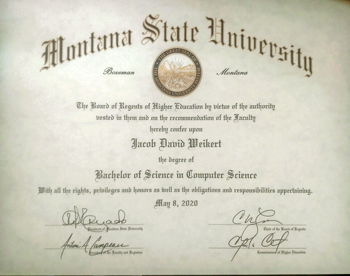 Montana State University
Bozeman Montana
The Board of Regents of Higher Education by virtue of the authority
vested in them and on the recommendation of the Faculty
hereby confer upon
Jacob David Weikert
the degree of
Bachelor of Science in Computer Science
With all the rights, privileges and honors as well as the obligations and responsibilities appertaining.
May 8, 2020
President of Montana State University Chair of the Board of Regents
of the Faculty and Registrar Commissioner of Higher Education